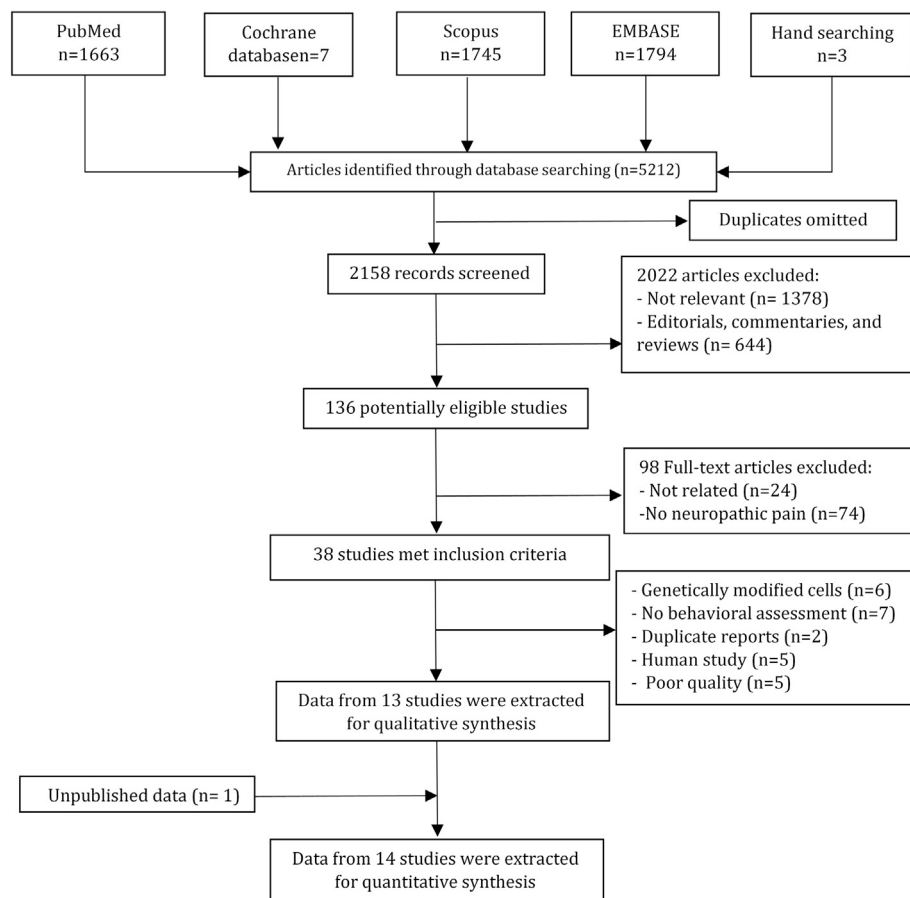 PubMed
n=1663
Cochrane
databasen=7
Scopus
n=1745
EMBASE
n=1794
Hand searching
n=3
Articles identified through database searching (n=5212)
Duplicates omitted
2158 records screened
2022 articles excluded:
- Not relevant (n= 1378)
- Editorials, commentaries, and
reviews (n= 644)
136 potentially eligible studies
98 Full-text articles excluded:
- Not related (n=24)
-No neuropathic pain (n=74)
38 studies met inclusion criteria
- Genetically modified cells (n=6)
- No behavioral assessment (n=7)
- Duplicate reports (n=2)
- Human study (n=5)
- Poor quality (n=5)
Data from 13 studies were extracted
for qualitative synthesis
Unpublished data (n= 1)
Data from 14 studies were extracted
for quantitative synthesis